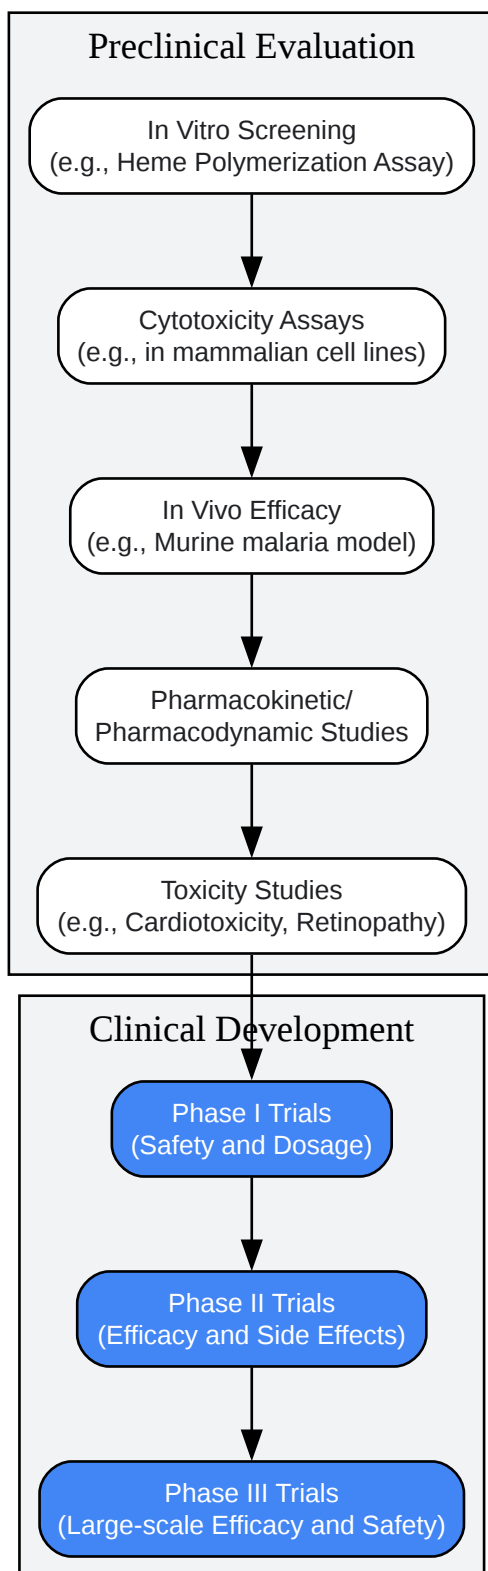 Preclinical Evaluation
In Vitro Screening
(e.g., Heme Polymerization Assay)
Cytotoxicity Assays
(e.g., in mammalian cell lines)
In Vivo Efficacy
(e.g., Murine malaria model)
Pharmacokinetic/
Pharmacodynamic Studies
Toxicity Studies
(e.g., Cardiotoxicity, Retinopathy)
Clinical Development
Phase I Trials
(Safety and Dosage)
Phase II Trials
(Efficacy and Side Effects)
Phase III Trials
(Large-scale Efficacy and Safety)